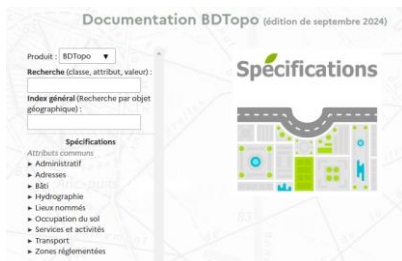 Documentation BDTopo (édition de septembre 2024)
Produit : BDTopo ▼
Recherche (classe, attribut, valeur) :
Index général (Recherche par objet
géographique) :
Spécifications
Attributs communs
► Administratif
► Adresses
► Bâti
► Hydrographie
► Lieux nommés
► Occupation du sol
► Services et activités
► Transport
► Zones réglementées
Spécifications